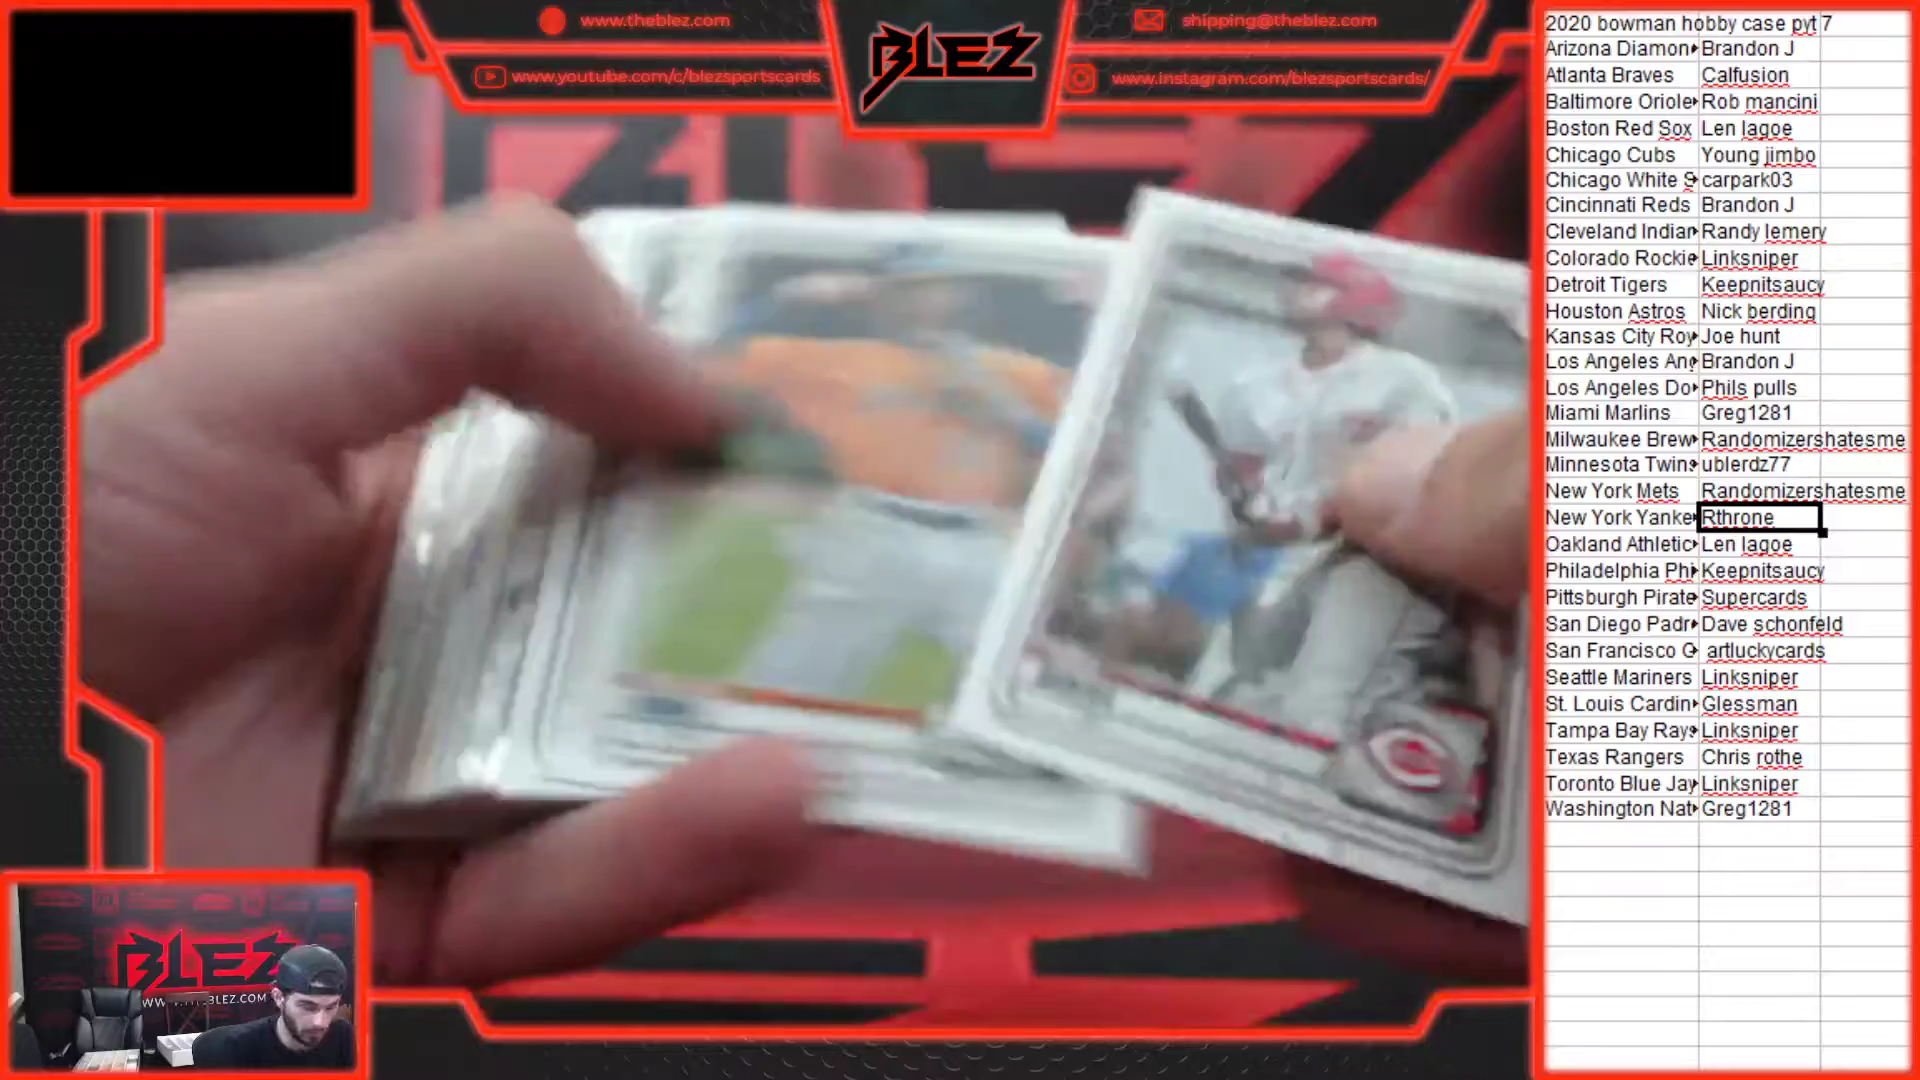 www.theblez.com
shipping@theblez.com
BLEZ
www.youtube.com/c/blezsportscards
www.instagram.com/blezsportscards/
2020 bowman hobby case pyt 7
Arizona Diamon Brandon J
Atlanta Braves Calfusion
Baltimore Oriole Rob mancini
Boston Red Sox Len lagoe
Chicago Cubs Young jimbo
Chicago White S carpark03
Cincinnati Reds Brandon J
Cleveland Indian Randy lemery
Colorado Rockie Linksniper
Detroit Tigers Keepnitsaucy
Houston Astros Nick berding
Kansas City Roy Joe hunt
Los Angeles Ang Brandon J
Los Angeles Do Phils pulls
Miami Marlins Greg1281
Milwaukee Brew Randomizershatesme
Minnesota Twins ublerdz77
New York Mets Randomizershatesme
New York Yanke Rthrone
Oakland Athletic Len lagoe
Philadelphia Phi Keepnitsaucy
Pittsburgh Pirate Supercards
San Diego Padr Dave schonfeld
San Francisco G artluckycards
Seattle Mariners Linksniper
St. Louis Cardin Glessman
Tampa Bay Rays Linksniper
Texas Rangers Chris rothe
Toronto Blue Jay Linksniper
Washington Nat Greg1281
BLEZ
WWW.THEBLEZ.COM